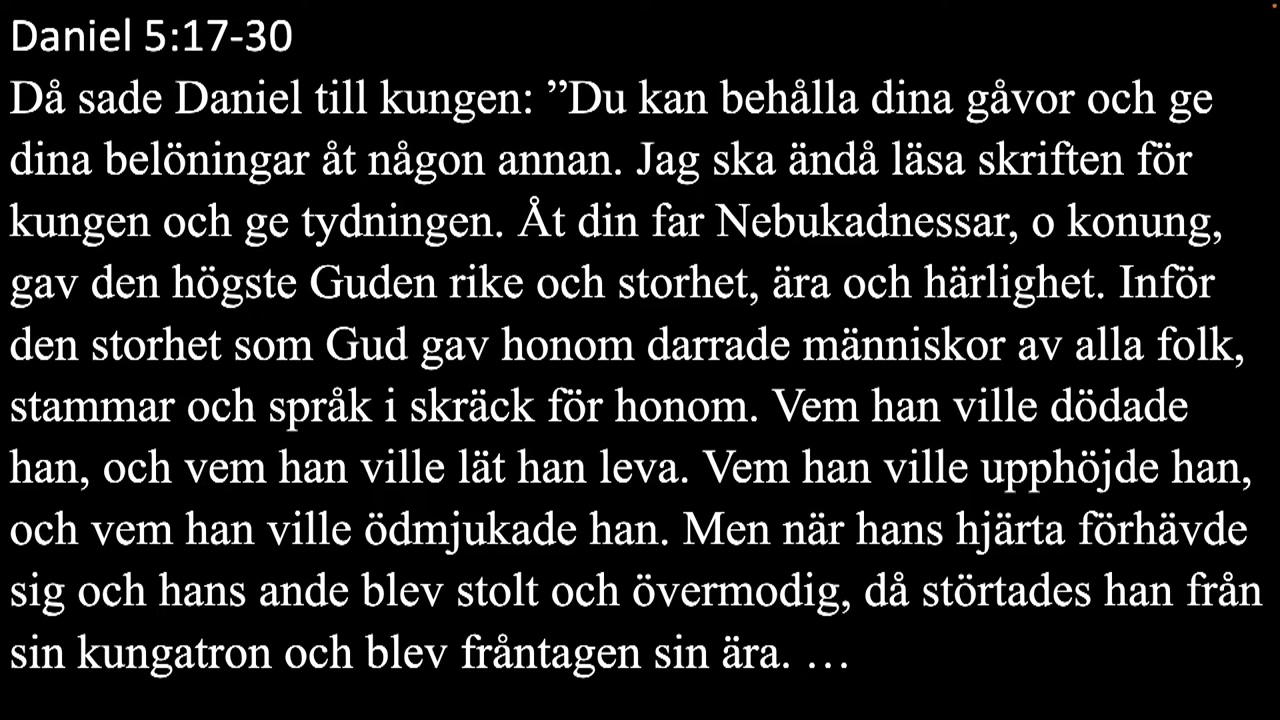 Daniel 5:17-30
Då sade Daniel till kungen: ”Du kan behålla dina gåvor och ge
dina belöningar åt någon annan. Jag ska ändå läsa skriften för
kungen och ge tydningen. Åt din far Nebukadnessar, o konung,
gav den högste Guden rike och storhet, ära och härlighet. Inför
den storhet som Gud gav honom darrade människor av alla folk,
stammar och språk i skräck för honom. Vem han ville dödade
han, och vem han ville lät han leva. Vem han ville upphöjde han,
och vem han ville ödmjukade han. Men när hans hjärta förhävde
sig och hans ande blev stolt och övermodig, då störtades han från
sin kungatron och blev fråntagen sin ära. …